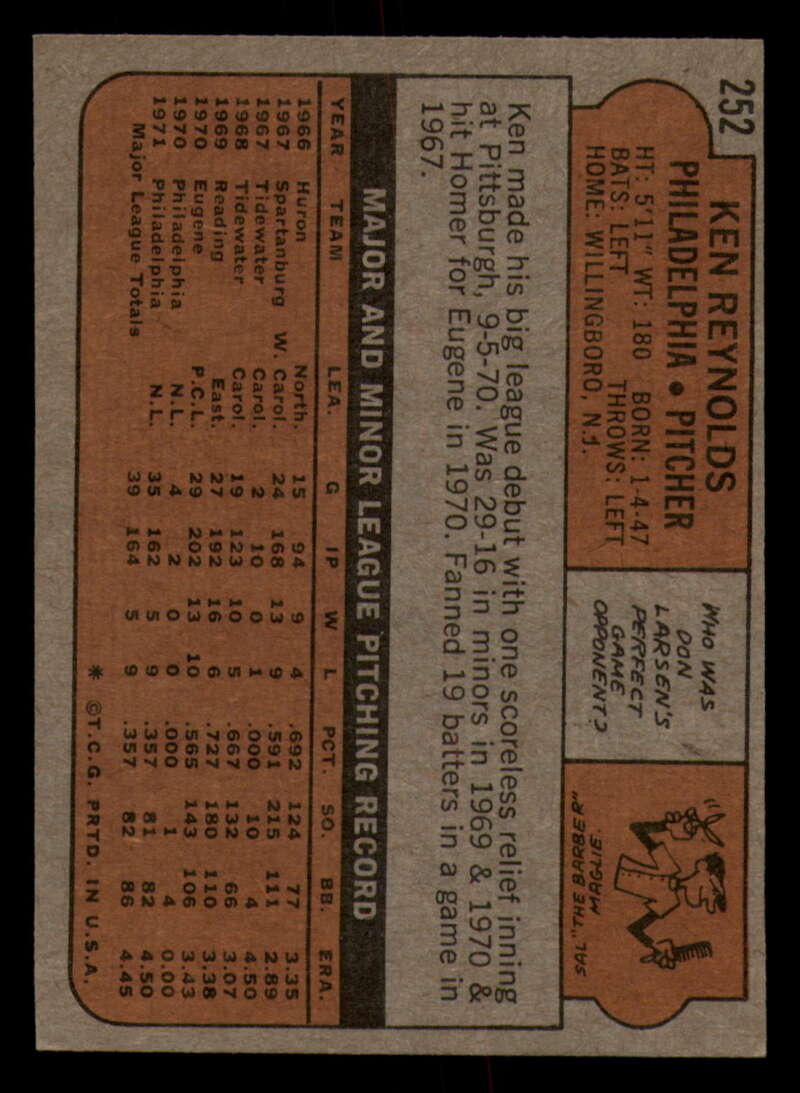 252
KEN REYNOLDS
PHILADELPHIA • PITCHER
HT: 5'11" WT: 180 BORN: 1-4-47
BATS: LEFT THROWS: LEFT
HOME: WILLINGBORO, N.J.
WHO WAS
DON
LARSEN'S
PERFECT
GAME
OPPONENT?
SAL "THE BARBER"
MAGLIE
Ken made his big league debut with one scoreless relief inning
at Pittsburgh, 9-5-70. Was 29-16 in minors in 1969 & 1970 &
hit Homer for Eugene in 1970. Fanned 19 batters in a game in
1967.
MAJOR AND MINOR LEAGUE PITCHING RECORD
YEAR TEAM LEA. G IP W L PCT. SO. BB. ERA.
1966 Huron North. 15 94 9 4 .692 124 77 3.35
1967 Spartanburg W. Carol. 24 168 13 9 .591 215 111 2.89
1967 Tidewater Carol. 2 10 0 1 .000 10 4 4.50
1968 Tidewater Carol. 19 123 10 5 .667 132 66 3.07
1969 Reading East. 27 192 16 6 .727 180 110 3.38
1970 Eugene P.C.L. 29 202 13 10 .565 143 106 3.43
1970 Philadelphia N.L. 4 2 0 0 .000 1 4 0.00
1971 Philadelphia N.L. 35 162 5 9 .357 81 82 4.50
Major League Totals 39 164 5 9 .357 82 86 4.45
* © T.C.G. PRTD. IN U.S.A.